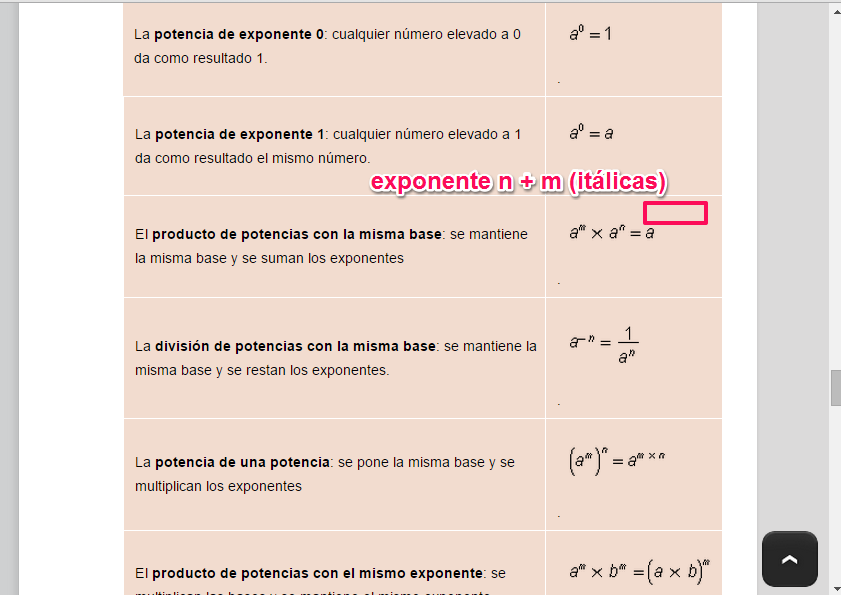 La potencia de exponente 0: cualquier número elevado a 0
da como resultado 1.
a⁰ = 1
.
La potencia de exponente 1: cualquier número elevado a 1
da como resultado el mismo número.
a⁰ = a
exponente n + m (itálicas)
El producto de potencias con la misma base: se mantiene
la misma base y se suman los exponentes
aᵐ × aⁿ = a
.
La división de potencias con la misma base: se mantiene la
misma base y se restan los exponentes.
a⁻ⁿ = 1/aⁿ
.
La potencia de una potencia: se pone la misma base y se
multiplican los exponentes
(aᵐ)ⁿ = aᵐ ˣ ⁿ
.
El producto de potencias con el mismo exponente: se
aᵐ × bᵐ = (a × b)ᵐ